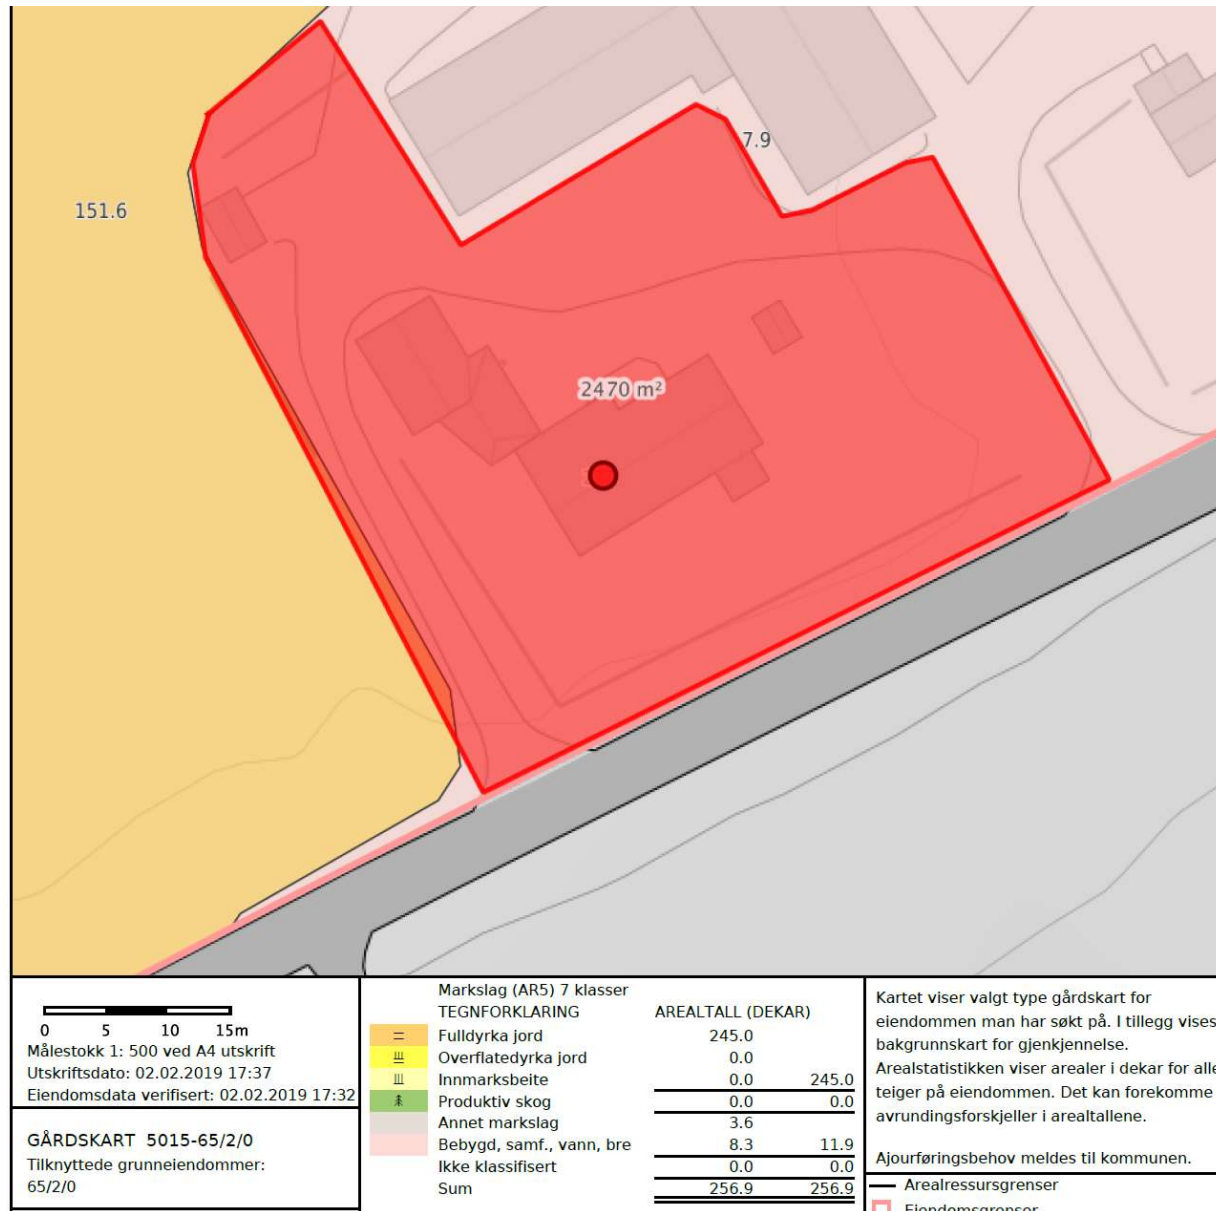 7.9
151.6
2470 m²
0 5 10 15m
Målestokk 1: 500 ved A4 utskrift
Utskriftsdato: 02.02.2019 17:37
Eiendomsdata verifisert: 02.02.2019 17:32
GÅRDSKART 5015-65/2/0
Tilknyttede grunneiendommer:
65/2/0
Markslag (AR5) 7 klasser
TEGNFORKLARING AREALTALL (DEKAR)
Fulldyrka jord 245.0
Overflatedyrka jord 0.0
Innmarksbeite 0.0 245.0
Produktiv skog 0.0 0.0
Annet markslag 3.6
Bebygd, samf., vann, bre 8.3 11.9
Ikke klassifisert 0.0 0.0
Sum 256.9 256.9
Kartet viser valgt type gårdskart for
eiendommen man har søkt på. I tillegg vises
bakgrunnskart for gjenkjennelse.
Arealstatistikken viser arealer i dekar for alle
teiger på eiendommen. Det kan forekomme
avrundingsforskjeller i arealtallene.
Ajourføringsbehov meldes til kommunen.
Arealressursgrenser
Eiendomsgrenser